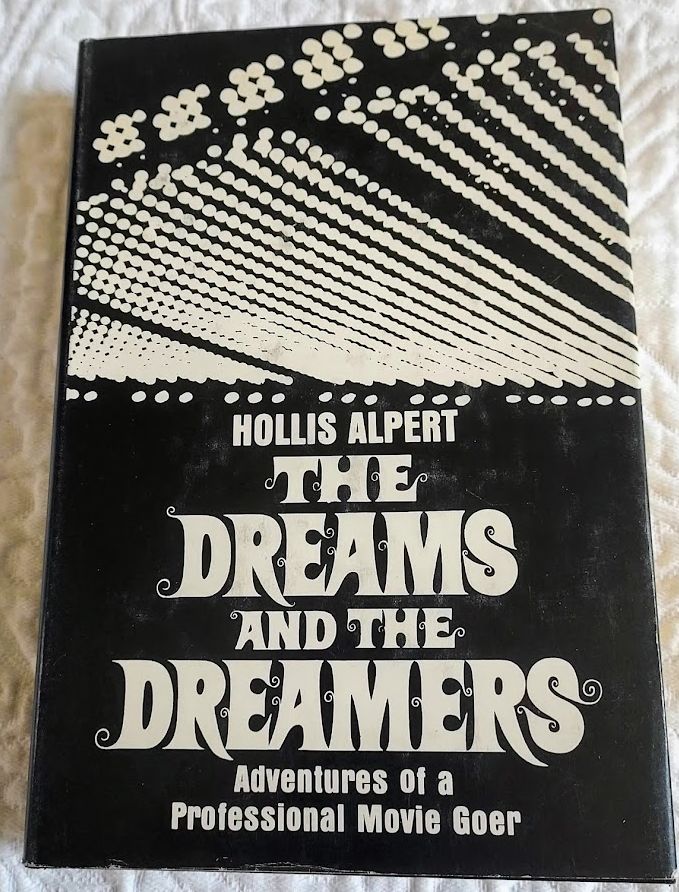 HOLLIS ALPERT
THE
DREAMS
AND THE
DREAMERS
Adventures of a
Professional Movie Goer